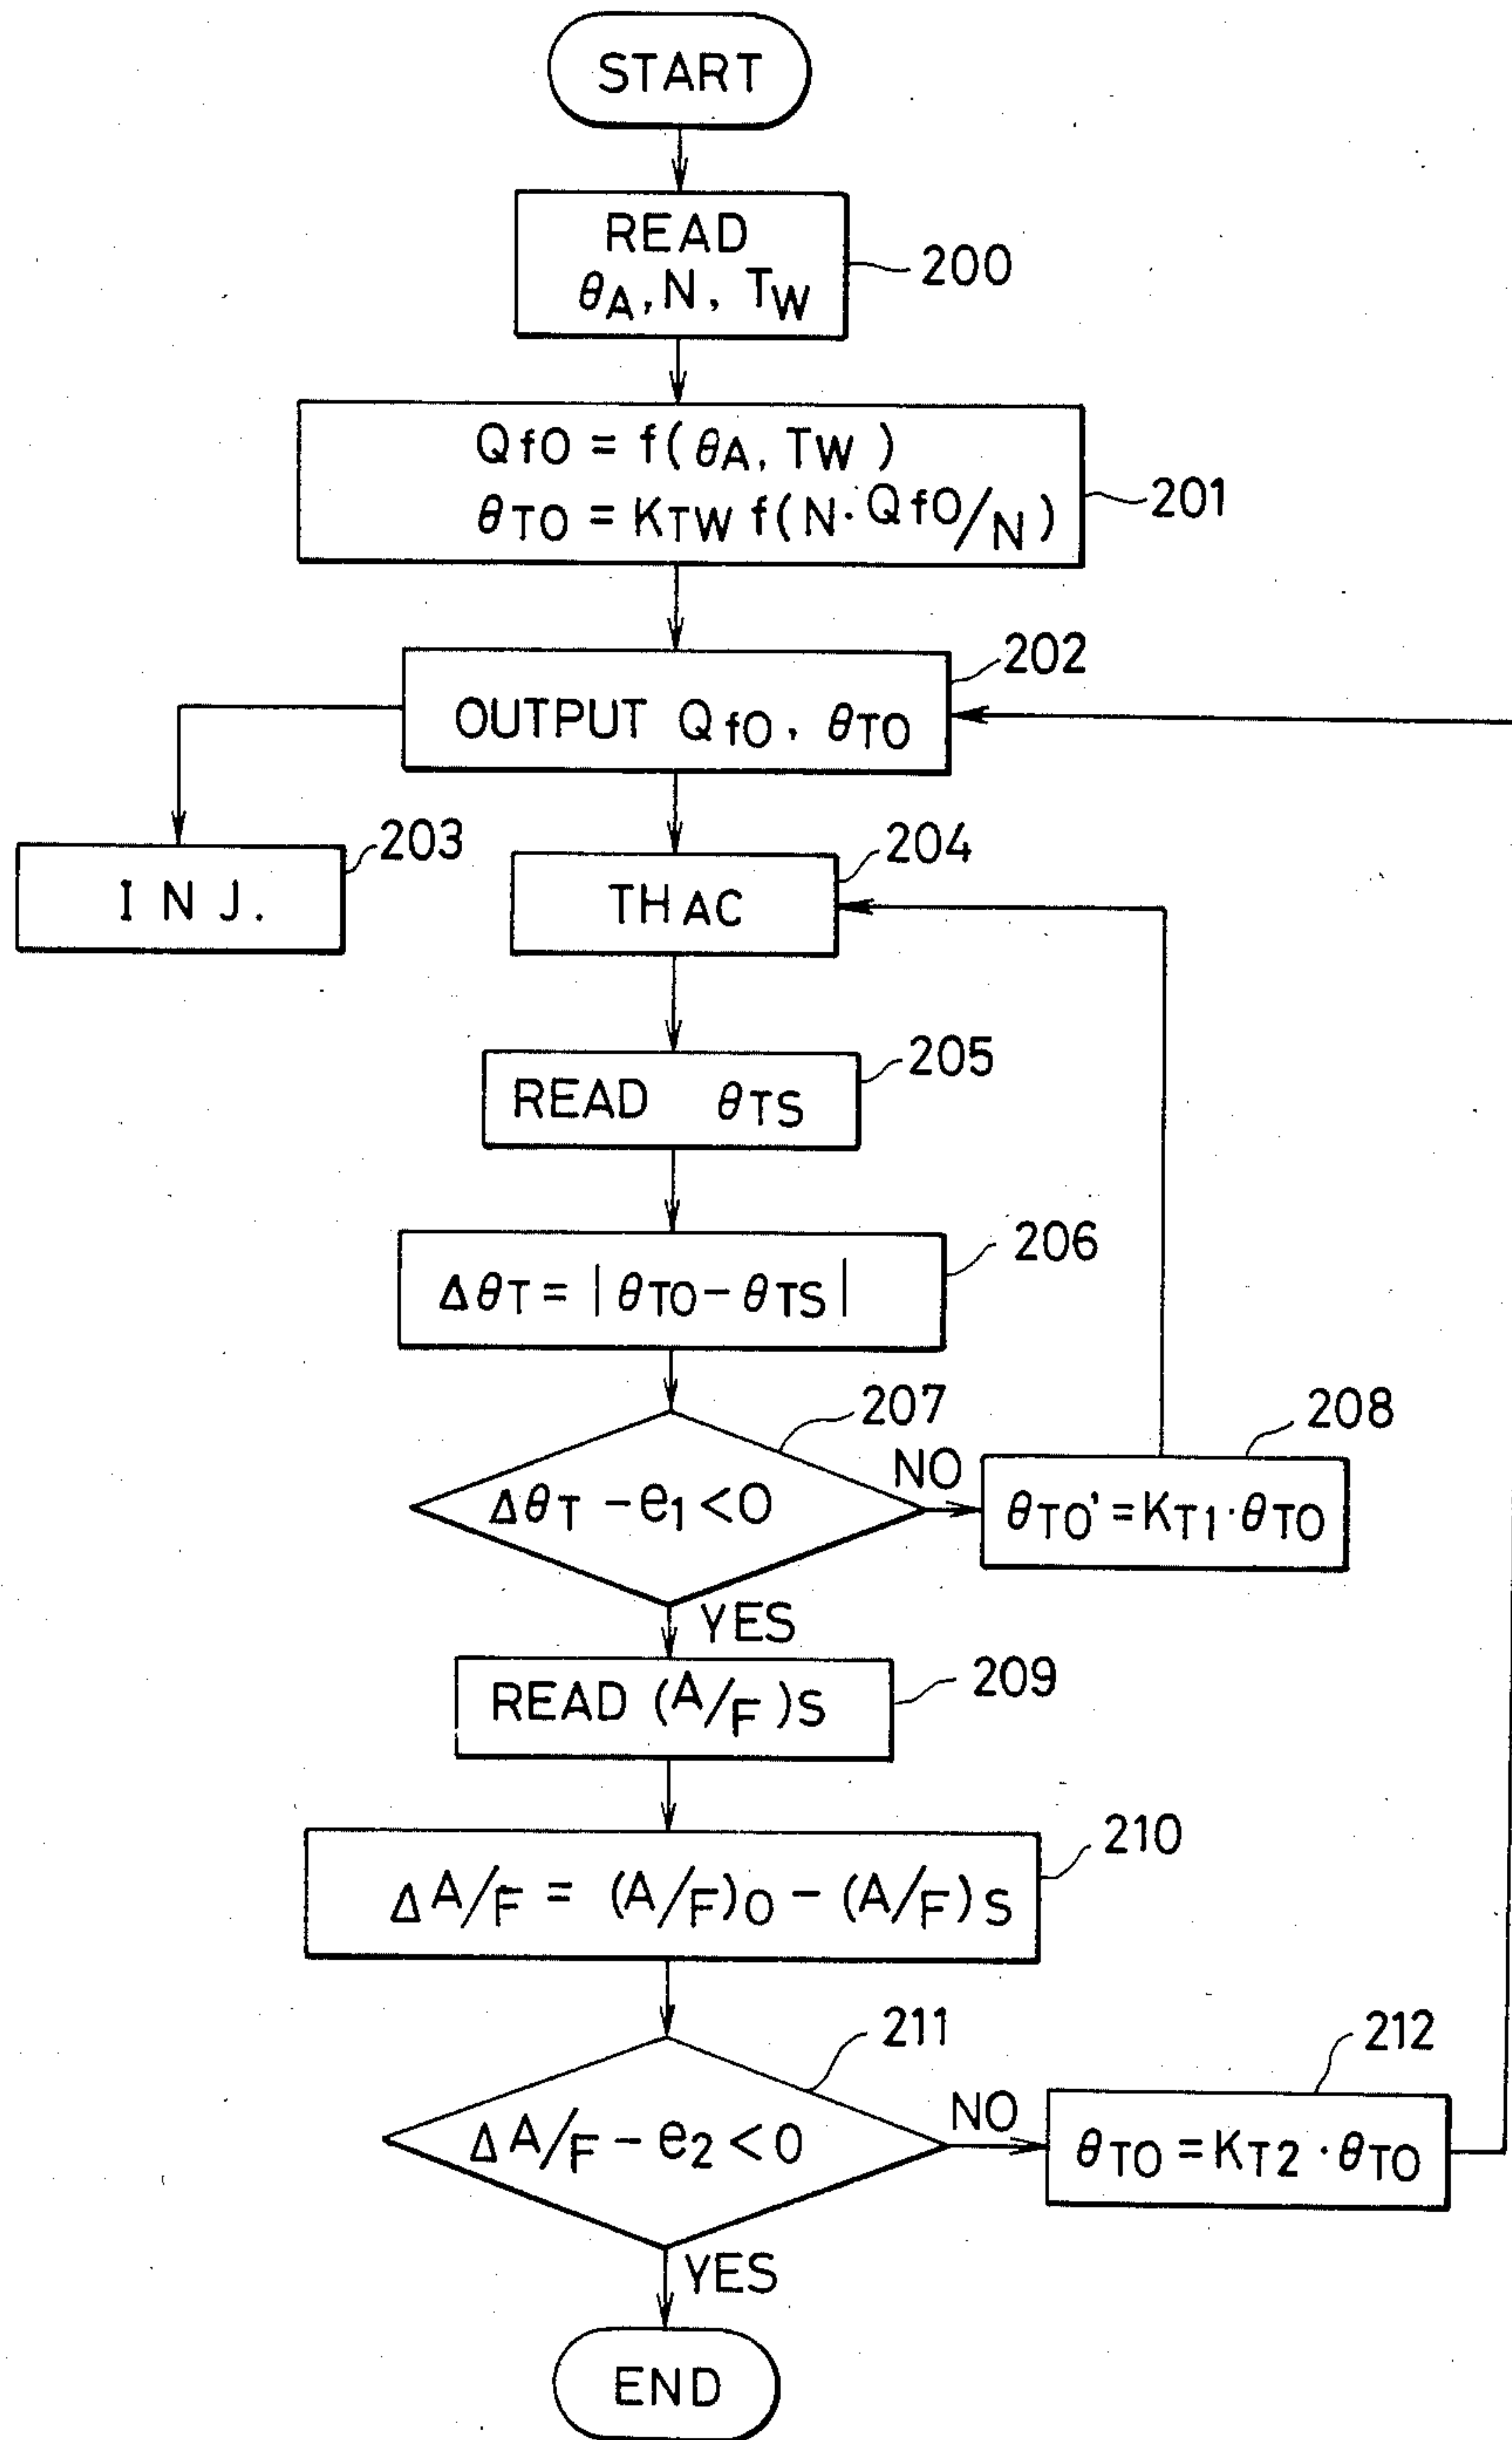 START
READ
θA, N, TW
200
QfO = f(θA, TW)
θTO = KTW f(N·QfO/N)
201
202
OUTPUT QfO, θTO
203
INJ.
204
THAC
205
READ θTS
206
ΔθT = |θTO - θTS|
207
208
ΔθT - e1 < 0
NO
θTO' = KT1·θTO
YES
209
READ (A/F)S
210
ΔA/F = (A/F)O - (A/F)S
211
212
ΔA/F - e2 < 0
NO
θTO = KT2·θTO
YES
END